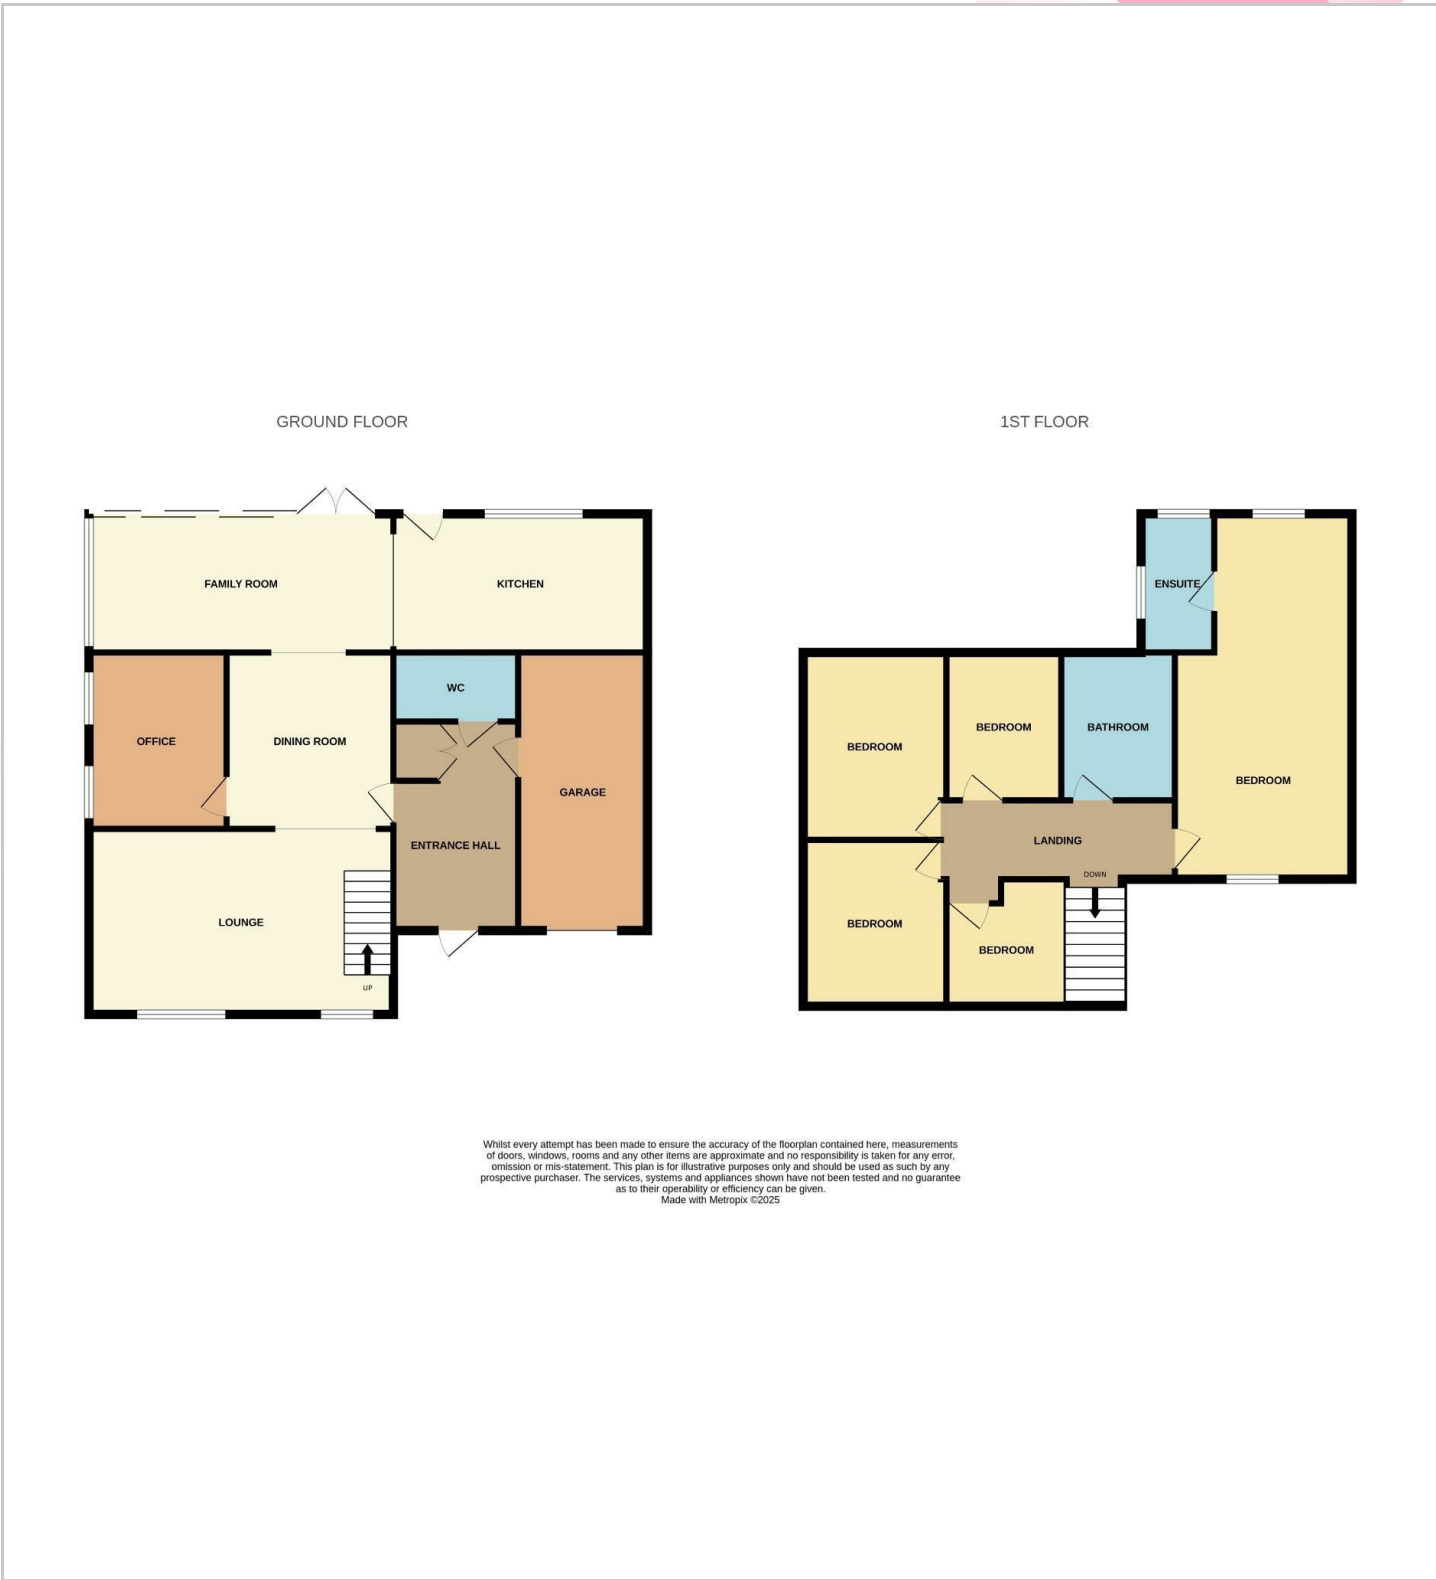 GROUND FLOOR
1ST FLOOR
FAMILY ROOM
KITCHEN
WC
OFFICE
DINING ROOM
GARAGE
ENTRANCE HALL
LOUNGE
UP
ENSUITE
BEDROOM
BATHROOM
BEDROOM
BEDROOM
LANDING
DOWN
BEDROOM
BEDROOM
Whilst every attempt has been made to ensure the accuracy of the floorplan contained here, measurements
of doors, windows, rooms and any other items are approximate and no responsibility is taken for any error,
omission or mis-statement. This plan is for illustrative purposes only and should be used as such by any
prospective purchaser. The services, systems and appliances shown have not been tested and no guarantee
as to their operability or efficiency can be given.
Made with Metropix ©2025